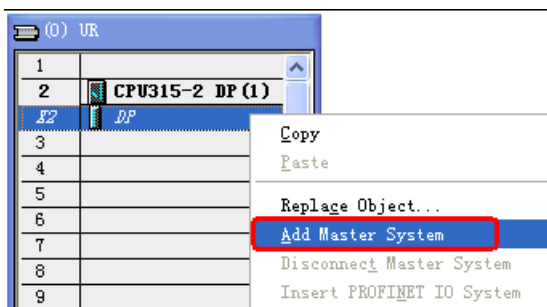 (0) UR
1
2 CPU315-2 DP(1)
E2 DP
3
4
5
6
7
8
9
Copy
Paste
Replace Object...
Add Master System
Disconnect Master System
Insert PROFINET IO System